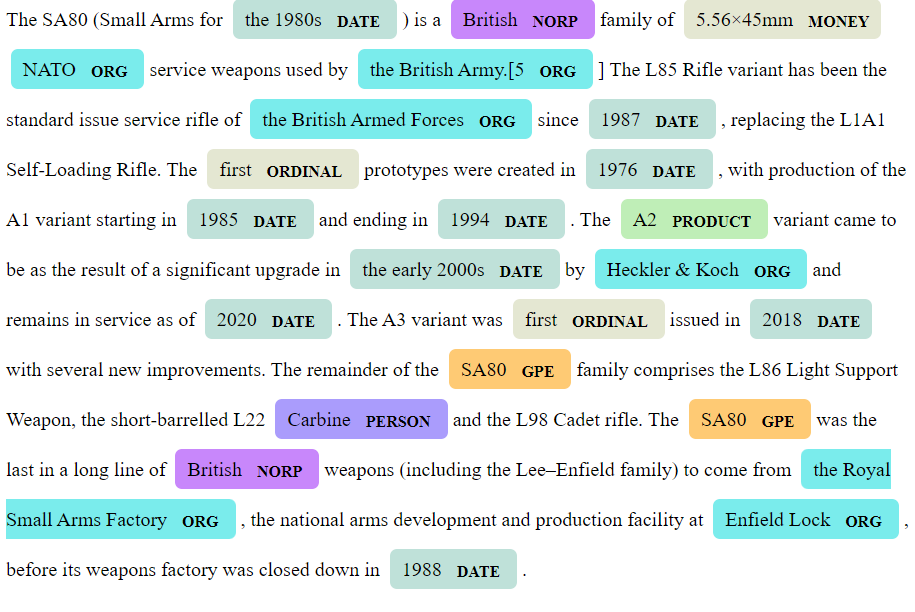 The SA80 (Small Arms for the 1980s DATE ) is a British NORP family of 5.56×45mm MONEY
NATO ORG service weapons used by the British Army.[5 ORG ] The L85 Rifle variant has been the
standard issue service rifle of the British Armed Forces ORG since 1987 DATE , replacing the L1A1
Self-Loading Rifle. The first ORDINAL prototypes were created in 1976 DATE , with production of the
A1 variant starting in 1985 DATE and ending in 1994 DATE . The A2 PRODUCT variant came to
be as the result of a significant upgrade in the early 2000s DATE by Heckler & Koch ORG and
remains in service as of 2020 DATE . The A3 variant was first ORDINAL issued in 2018 DATE
with several new improvements. The remainder of the SA80 GPE family comprises the L86 Light Support
Weapon, the short-barrelled L22 Carbine PERSON and the L98 Cadet rifle. The SA80 GPE was the
last in a long line of British NORP weapons (including the Lee–Enfield family) to come from the Royal
Small Arms Factory ORG , the national arms development and production facility at Enfield Lock ORG ,
before its weapons factory was closed down in 1988 DATE .